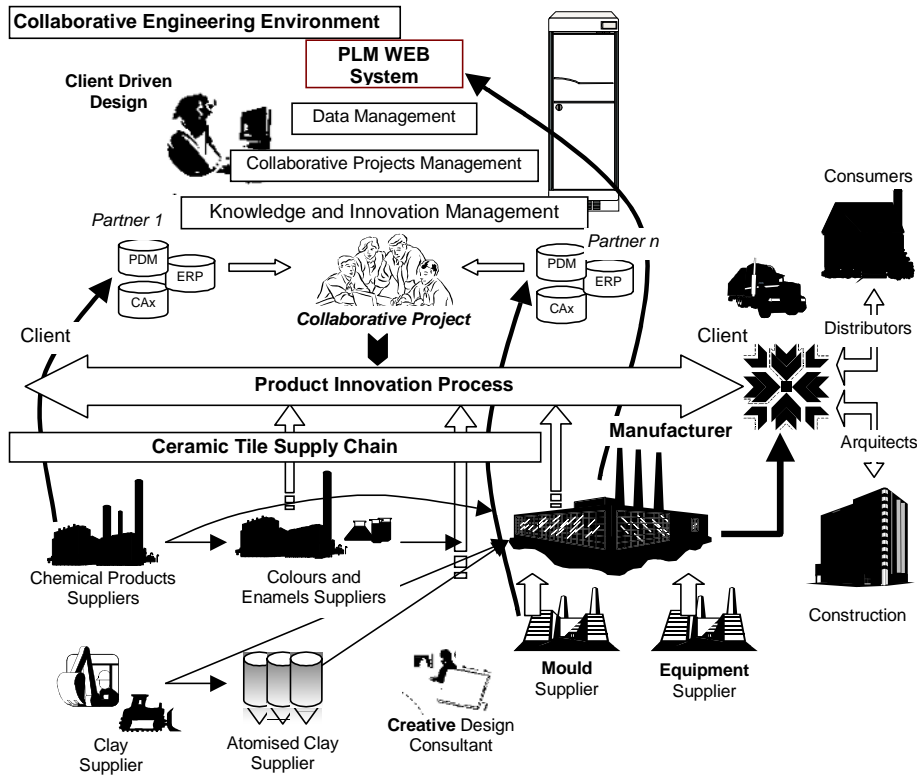 Collaborative Engineering Environment
PLM WEB
System
Client Driven
Design
Data Management
Collaborative Projects Management
Knowledge and Innovation Management
Consumers
Partner 1
Partner n
PDM
ERP
CAx
PDM
ERP
CAx
Collaborative Project
Client
Client
Distributors
Product Innovation Process
Ceramic Tile Supply Chain
Manufacturer
Arquitects
Chemical Products
Suppliers
Colours and
Enamels Suppliers
Construction
Mould
Supplier
Equipment
Supplier
Clay
Supplier
Atomised Clay
Supplier
Creative Design
Consultant